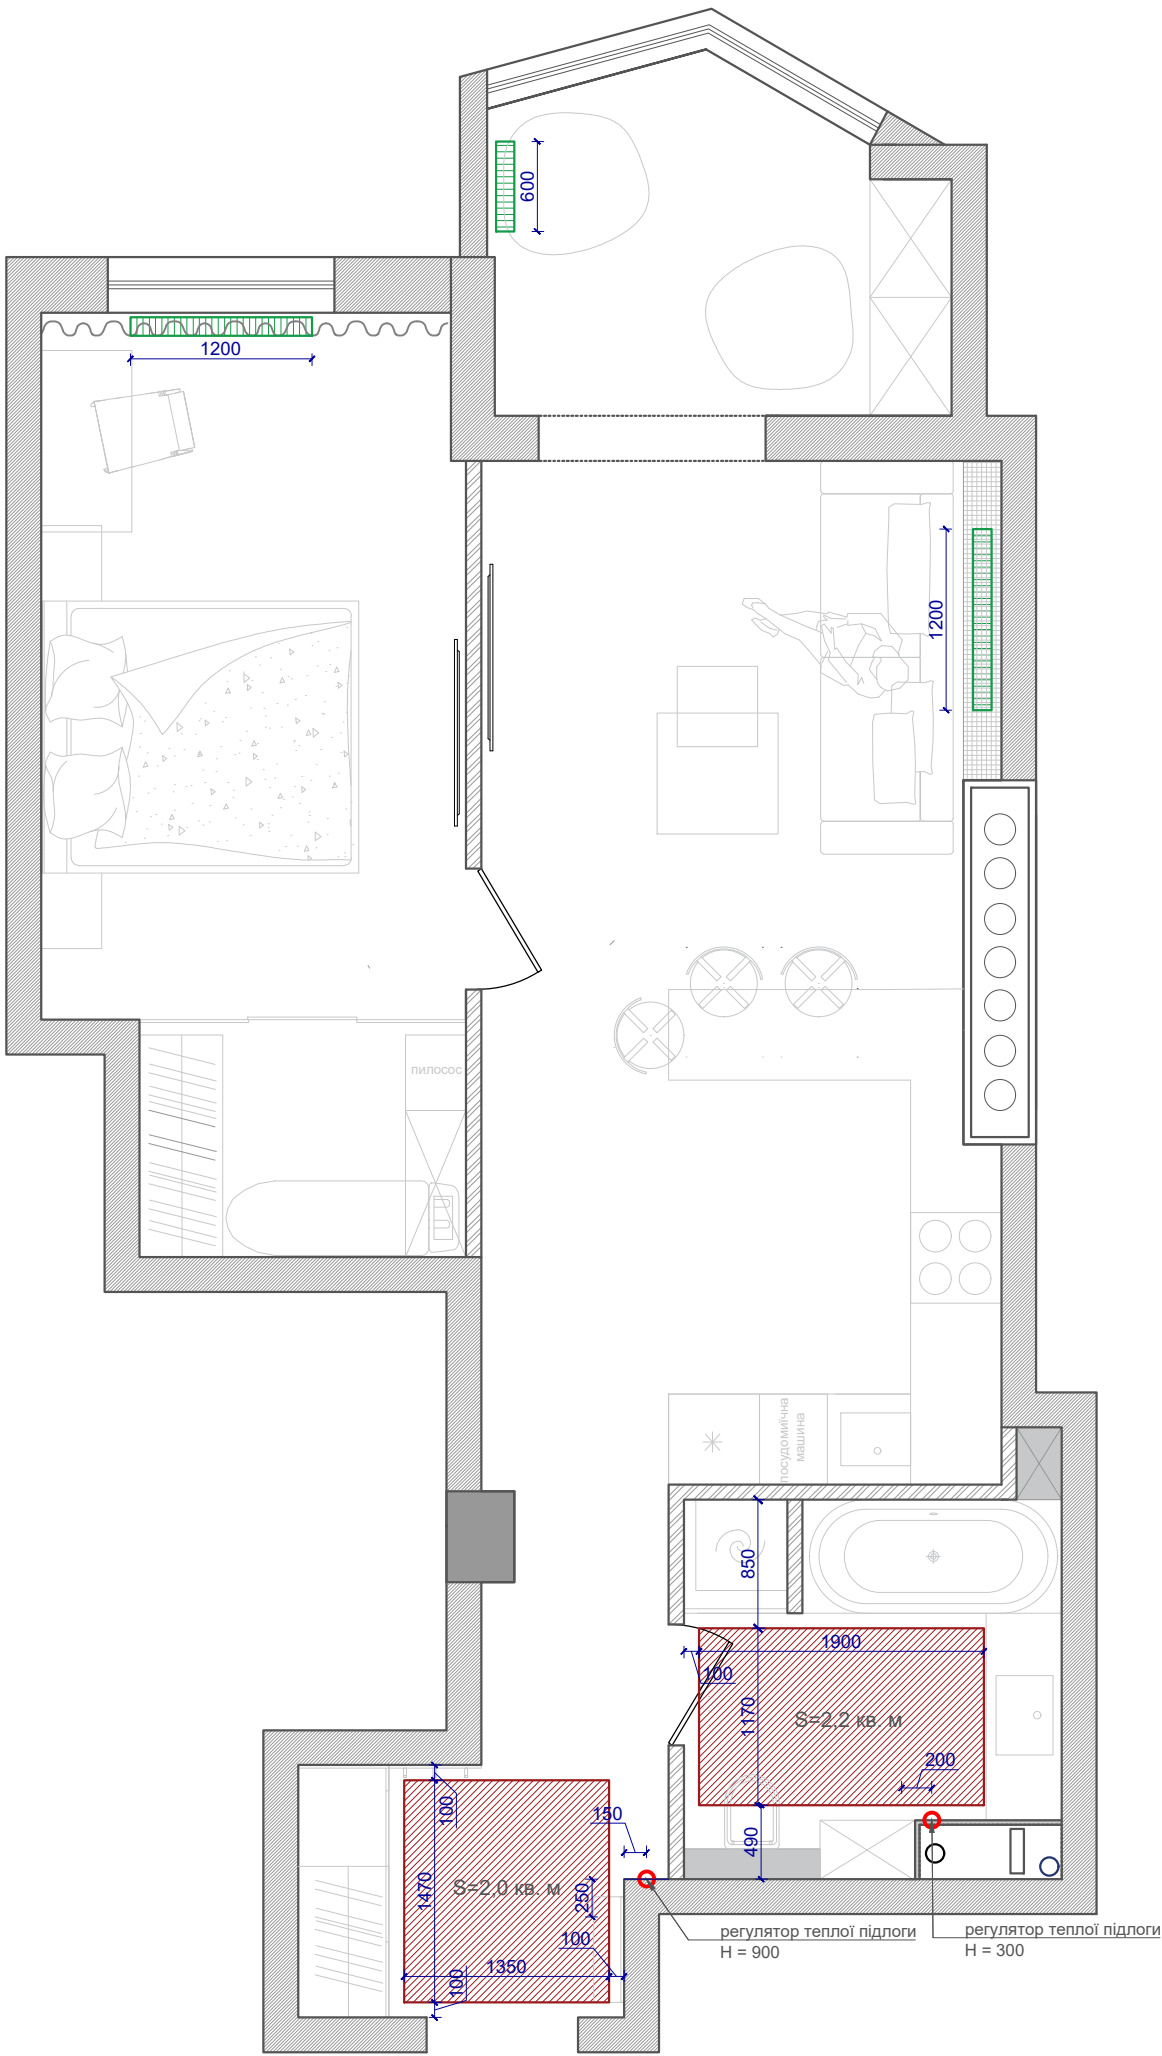 600
1200
1200
пилосос
посудомиїчна
машина
850
1900
100
1170
S=2,2 кв. м
200
490
100
150
1470
S=2,0 кв. м
250
100
1350
100
регулятор теплої підлоги
H = 900
регулятор теплої підлоги
H = 300